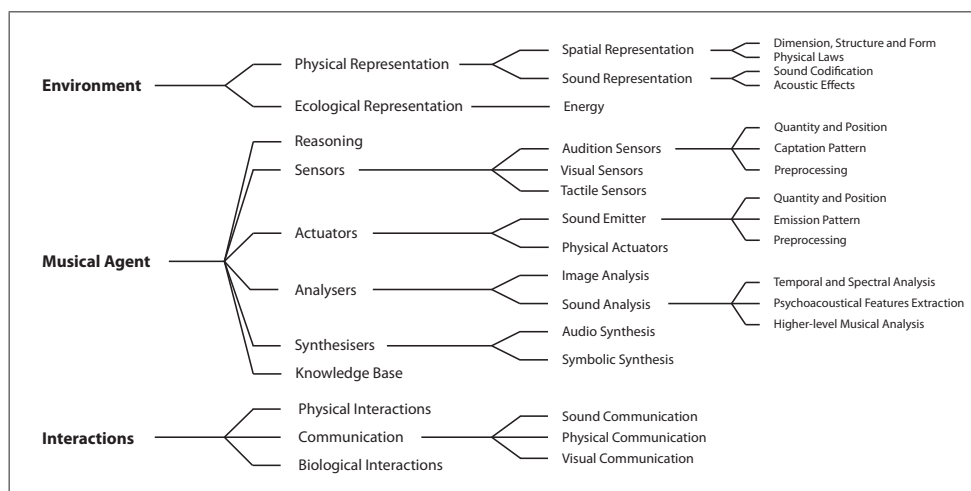 Environment
Physical Representation
Spatial Representation
Dimension, Structure and Form
Physical Laws
Sound Representation
Sound Codification
Acoustic Effects
Ecological Representation
Energy
Musical Agent
Reasoning
Sensors
Audition Sensors
Quantity and Position
Captation Pattern
Preprocessing
Visual Sensors
Tactile Sensors
Actuators
Sound Emitter
Quantity and Position
Emission Pattern
Preprocessing
Physical Actuators
Analysers
Image Analysis
Sound Analysis
Temporal and Spectral Analysis
Psychoacoustical Features Extraction
Higher-level Musical Analysis
Synthesisers
Audio Synthesis
Symbolic Synthesis
Knowledge Base
Interactions
Physical Interactions
Communication
Sound Communication
Physical Communication
Visual Communication
Biological Interactions